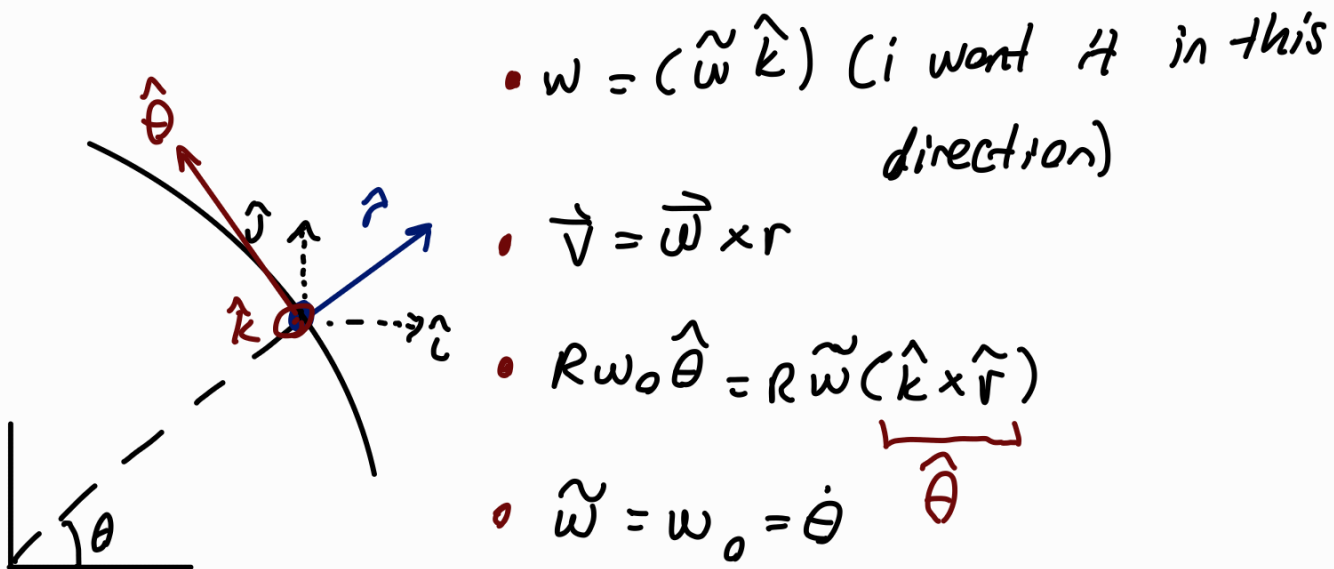 • w = (w̃ k̂) (i want it in this
direction)
θ̂
r̂
ĵ
• v⃗ = w⃗ × r
k̂
î
• Rw₀θ̂ = Rw̃(k̂ × r̂)
θ̂
• w̃ = w₀ = θ̇
θ